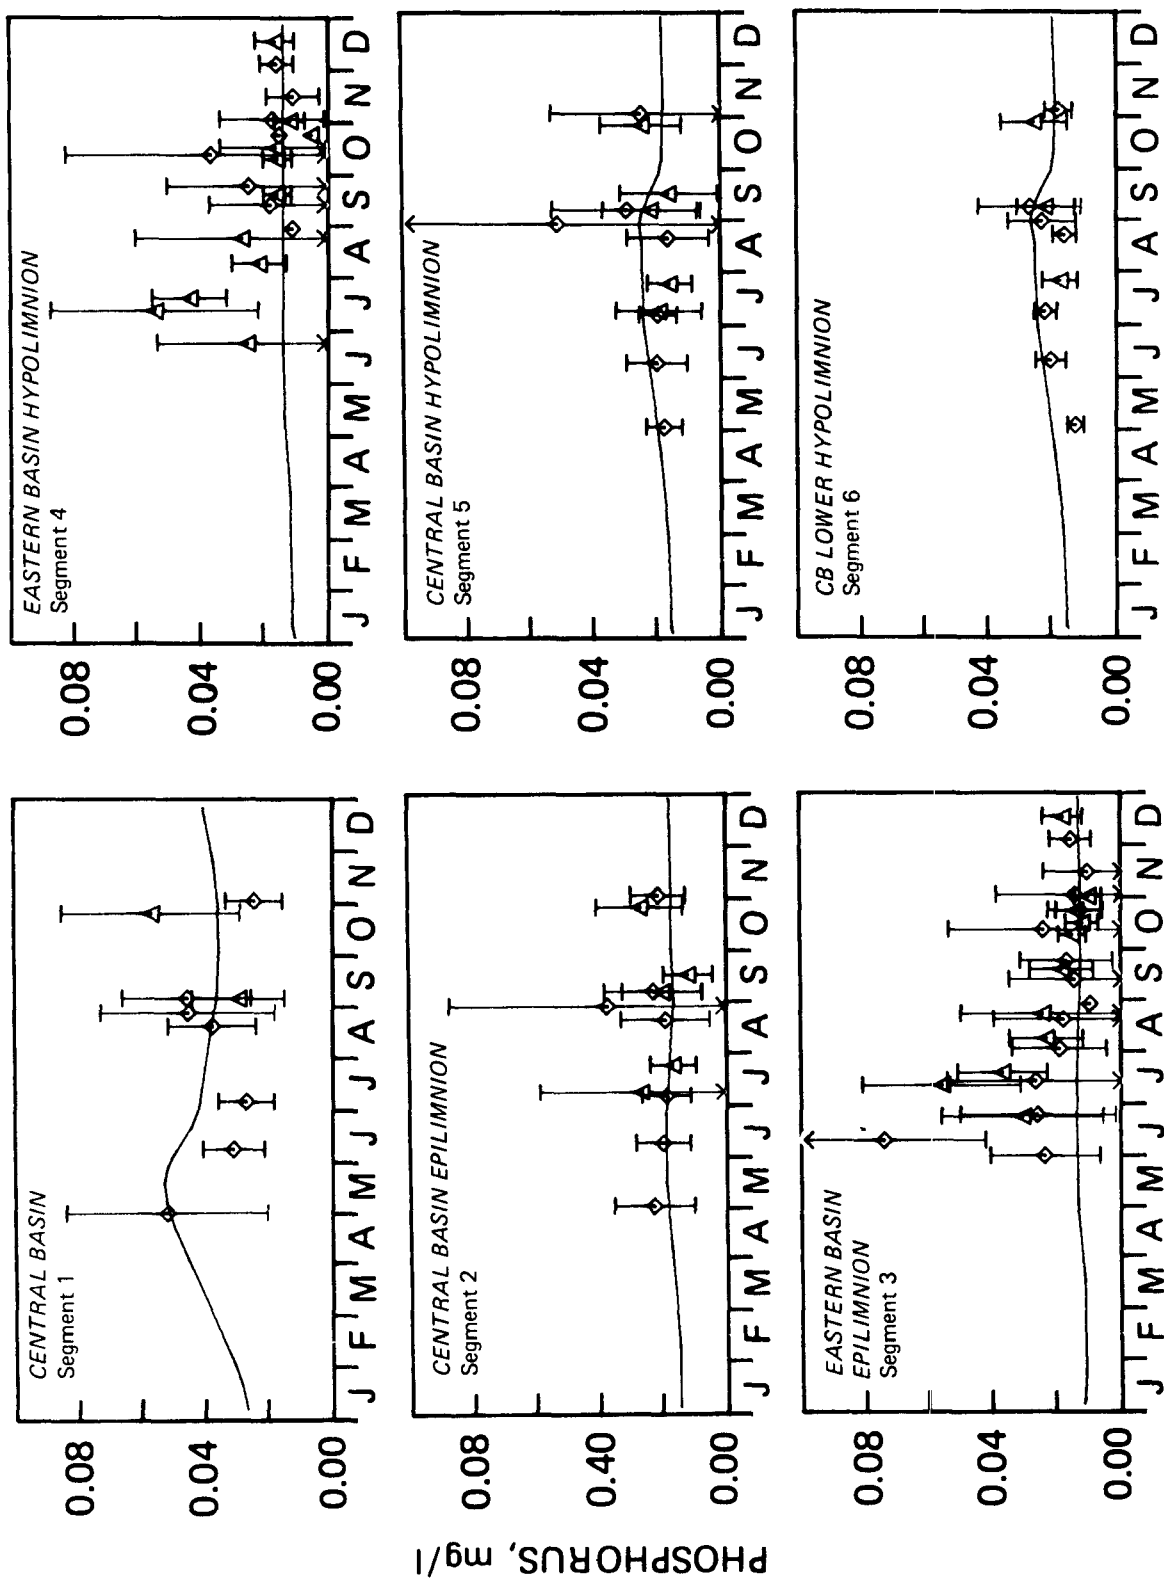 PHOSPHORUS, mg/l
CENTRAL BASIN
Segment 1
0.08
0.04
0.00
J F M A M J J A S O N D
EASTERN BASIN HYPOLIMNION
Segment 4
0.08
0.04
0.00
J F M A M J J A S O N D
CENTRAL BASIN EPILIMNION
Segment 2
0.08
0.40
0.00
J F M A M J J A S O N D
CENTRAL BASIN HYPOLIMNION
Segment 5
0.08
0.04
0.00
J F M A M J J A S O N D
EASTERN BASIN
EPILIMNION
Segment 3
0.08
0.04
0.00
J F M A M J J A S O N D
CB LOWER HYPOLIMNION
Segment 6
0.08
0.04
0.00
J F M A M J J A S O N D